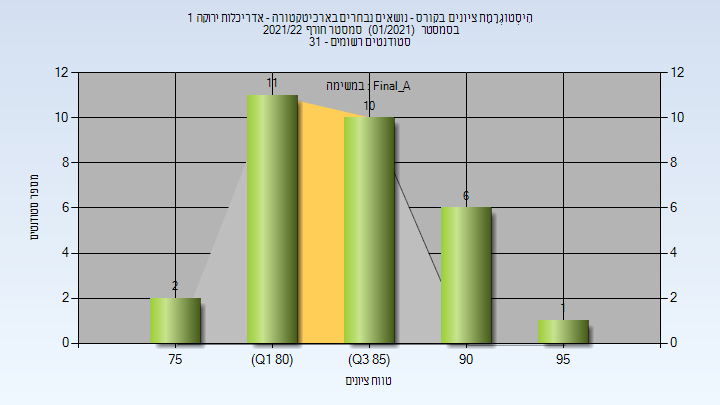 היסטוגרמת ציונים בקורס - נושאים נבחרים בארכיטקטורה - אדריכלות ירוקה 1
בסמסטר (01/2021) סמסטר חורף 2021/22
סטודנטים רשומים - 31
במשימה : Final_A
מספר סטודנטים
12 12
10 10
8 8
6 6
4 4
2 2
0 0
2
11
10
6
1
75
(Q1 80)
(Q3 85)
90
95
טווח ציונים